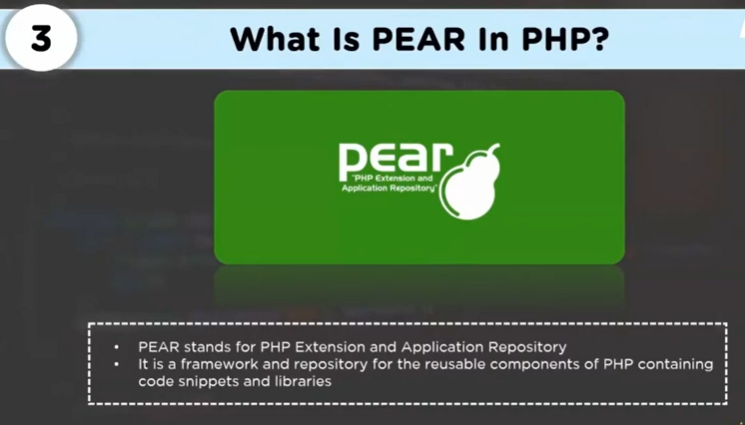 3
What Is PEAR In PHP?
pear
"PHP Extension and
Application Repository"
• PEAR stands for PHP Extension and Application Repository
• It is a framework and repository for the reusable components of PHP containing
code snippets and libraries